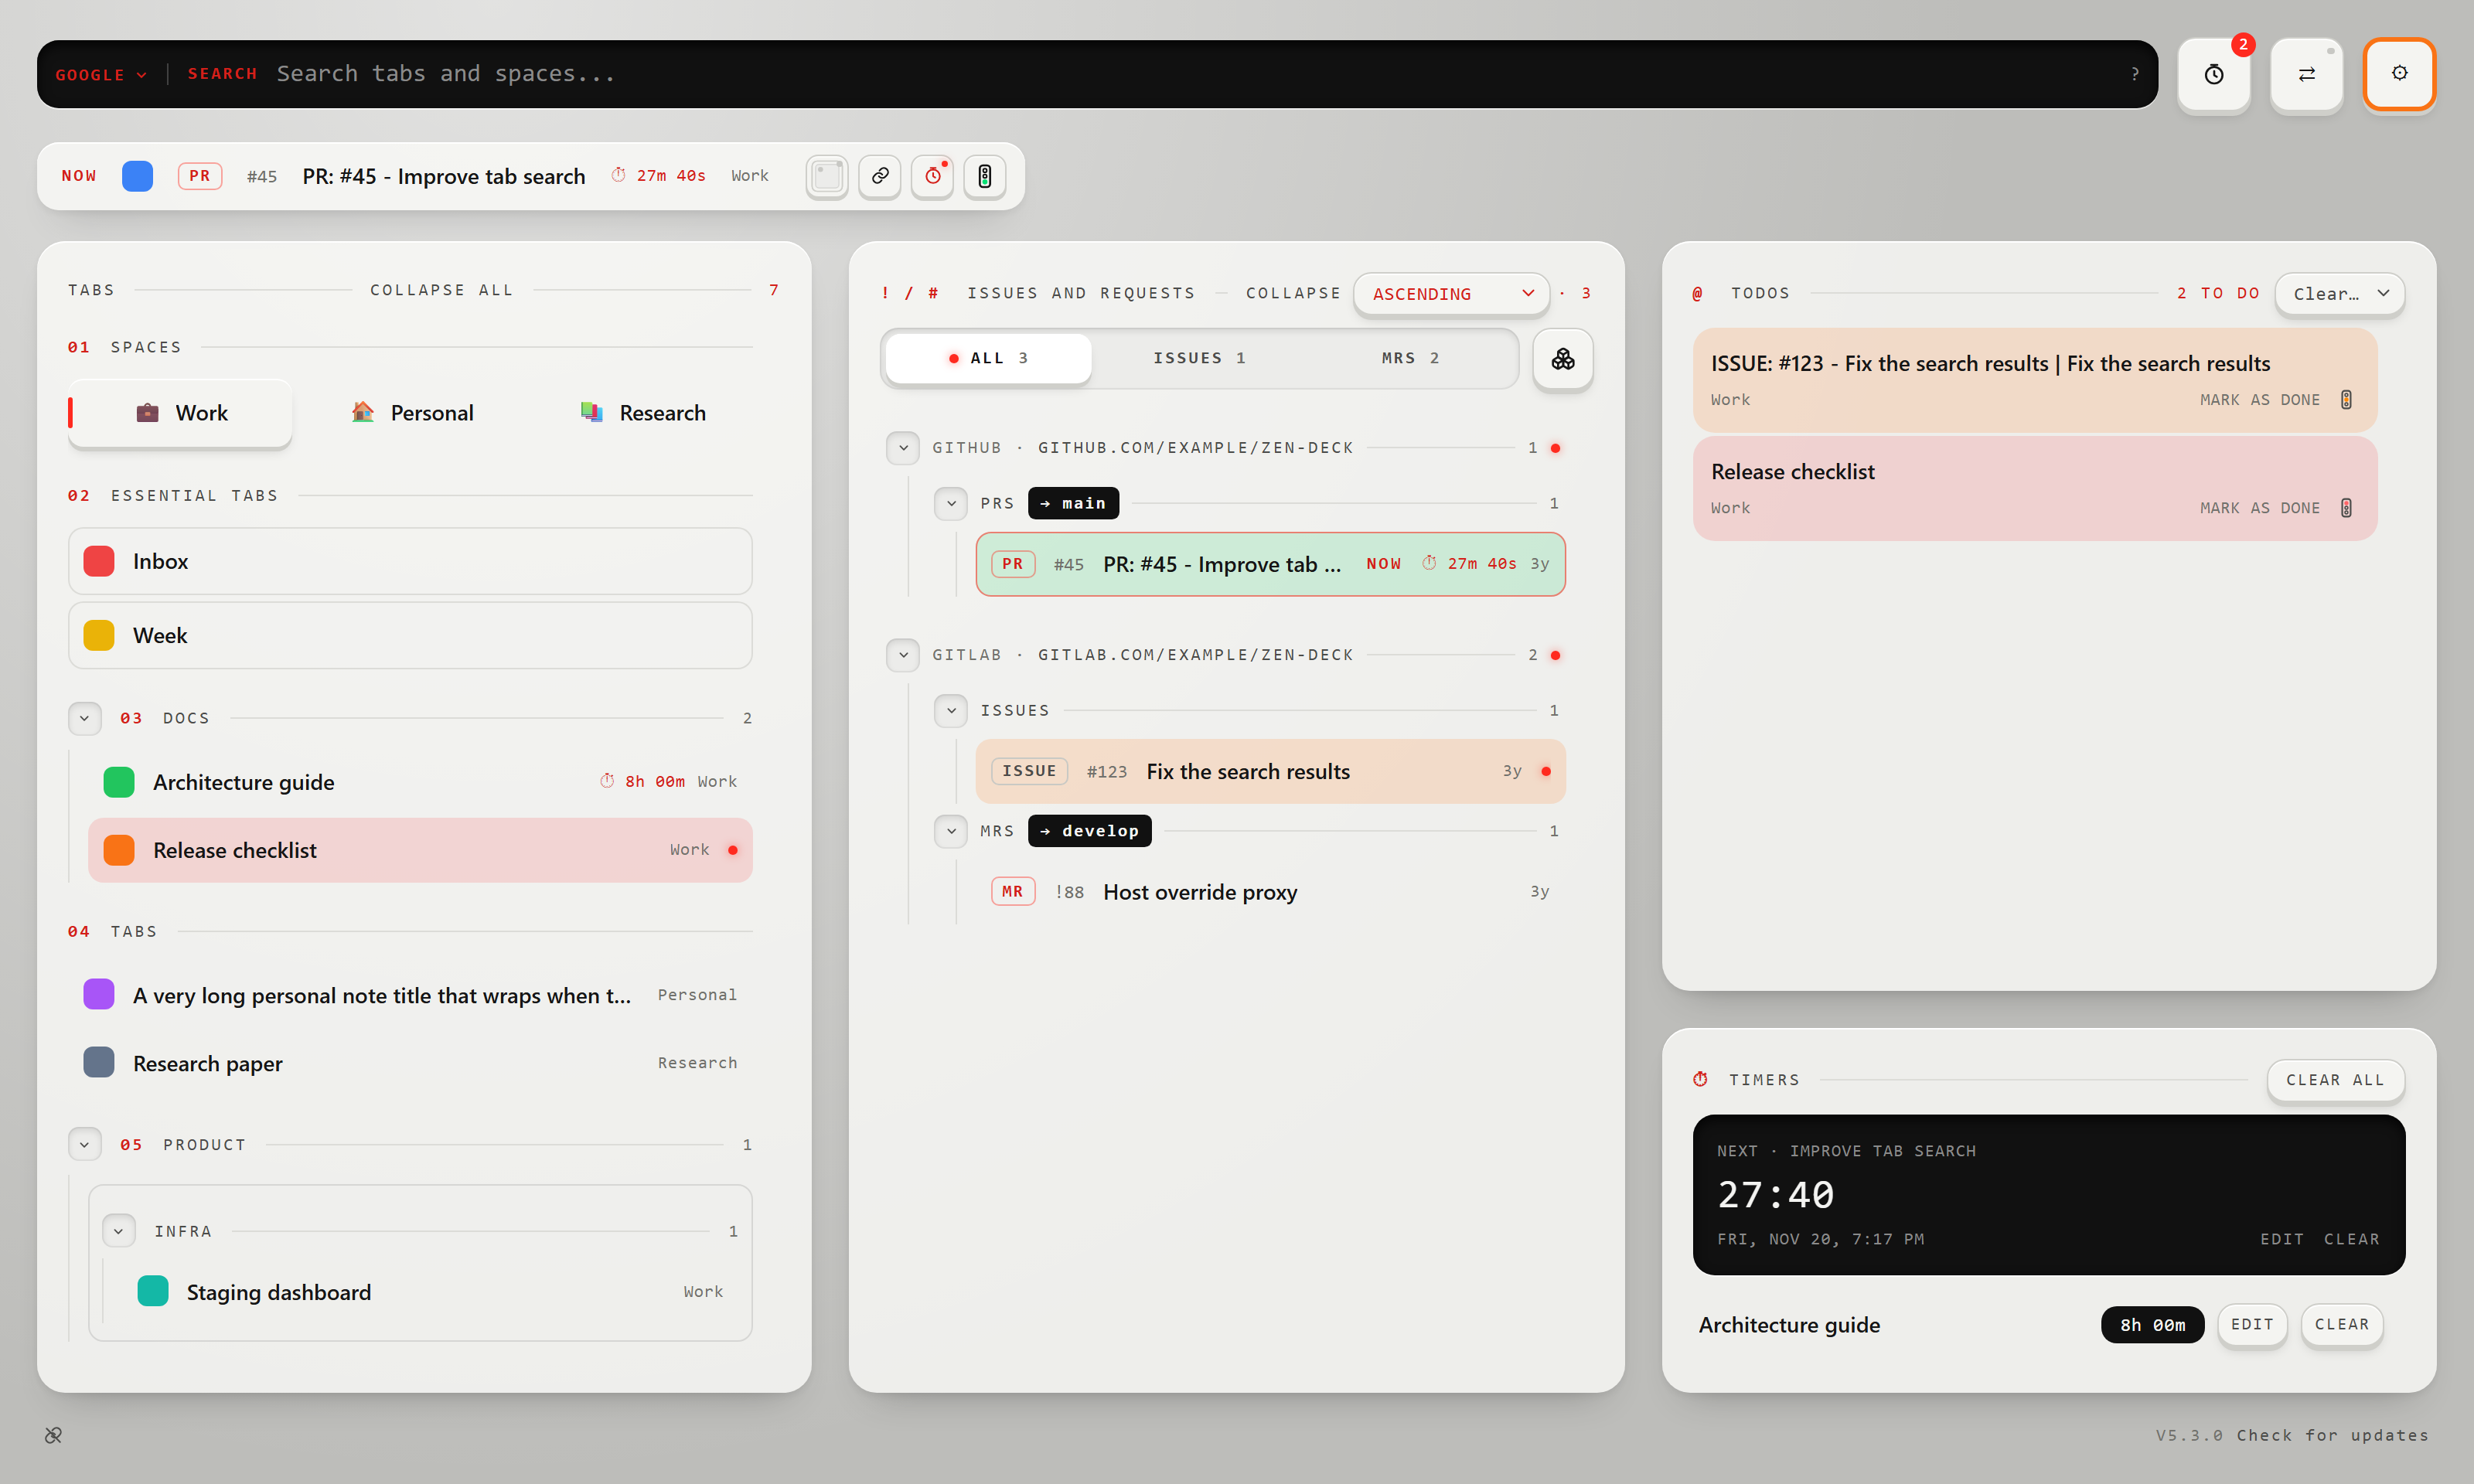 GOOGLE SEARCH Search tabs and spaces... ?
2
NOW PR #45 PR: #45 - Improve tab search 27m 40s Work
TABS COLLAPSE ALL 7
01 SPACES
Work Personal Research
02 ESSENTIAL TABS
Inbox
Week
03 DOCS 2
Architecture guide 8h 00m Work
Release checklist Work
04 TABS
A very long personal note title that wraps when t... Personal
Research paper Research
05 PRODUCT 1
INFRA 1
Staging dashboard Work
! / # ISSUES AND REQUESTS COLLAPSE ASCENDING · 3
ALL 3 ISSUES 1 MRS 2
GITHUB · GITHUB.COM/EXAMPLE/ZEN-DECK 1
PRS → main 1
PR #45 PR: #45 - Improve tab ... NOW 27m 40s 3y
GITLAB · GITLAB.COM/EXAMPLE/ZEN-DECK 2
ISSUES 1
ISSUE #123 Fix the search results 3y
MRS → develop 1
MR !88 Host override proxy 3y
@ TODOS 2 TO DO Clear...
ISSUE: #123 - Fix the search results | Fix the search results
Work MARK AS DONE
Release checklist
Work MARK AS DONE
TIMERS CLEAR ALL
NEXT · IMPROVE TAB SEARCH
27:40
FRI, NOV 20, 7:17 PM EDIT CLEAR
Architecture guide 8h 00m EDIT CLEAR
V5.3.0 Check for updates